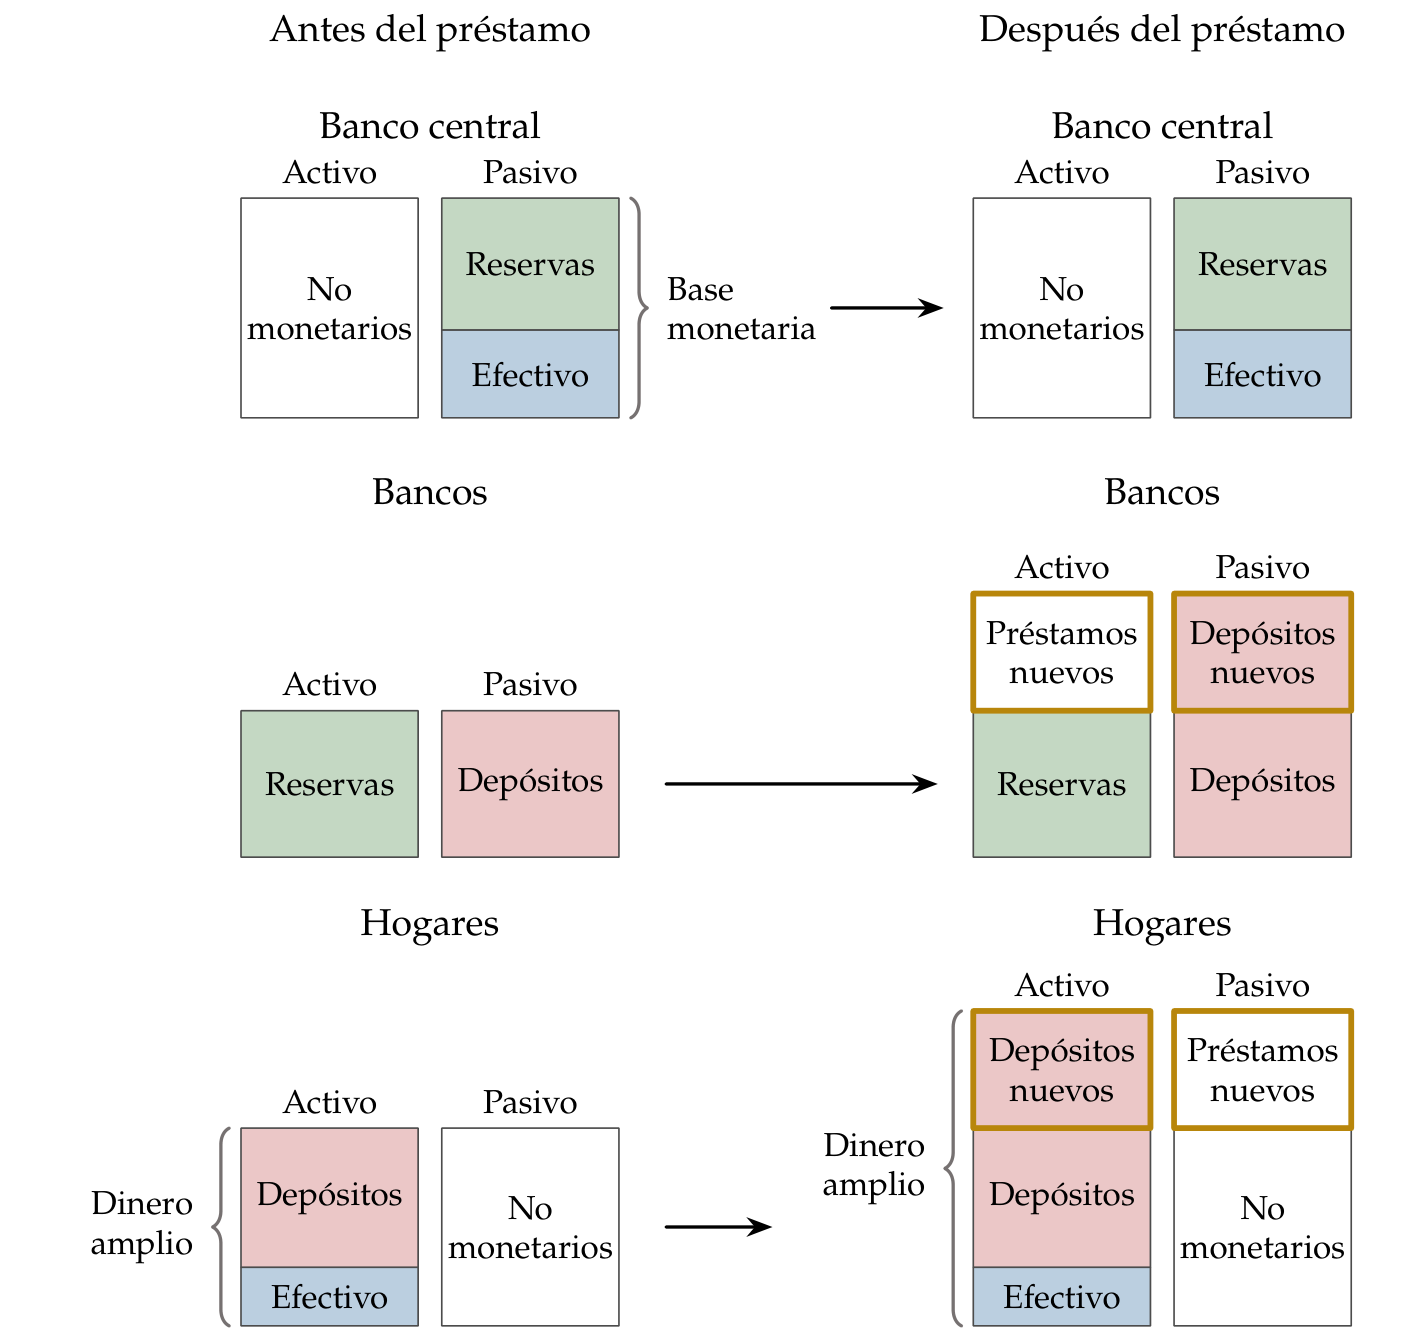 Antes del préstamo
Después del préstamo
Banco central
Activo
Pasivo
No
monetarios
Reservas
Efectivo
Base
monetaria
Banco central
Activo
Pasivo
No
monetarios
Reservas
Efectivo
Bancos
Activo
Pasivo
Reservas
Depósitos
Bancos
Activo
Pasivo
Préstamos
nuevos
Depósitos
nuevos
Reservas
Depósitos
Hogares
Activo
Pasivo
Dinero
amplio
Depósitos
Efectivo
No
monetarios
Hogares
Activo
Pasivo
Dinero
amplio
Depósitos
nuevos
Préstamos
nuevos
Depósitos
Efectivo
No
monetarios